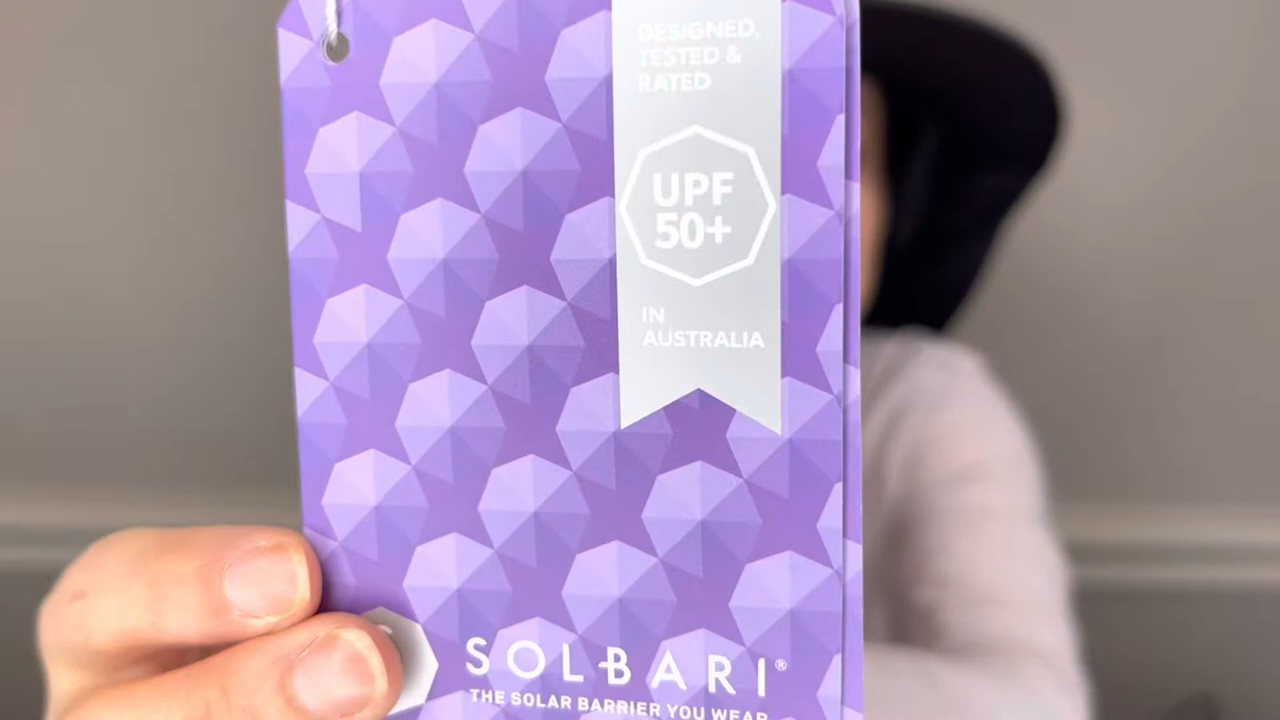 DESIGNED,
TESTED &
RATED
UPF
50+
IN
AUSTRALIA
SOLBARI®
THE SOLAR BARRIER YOU WEAR